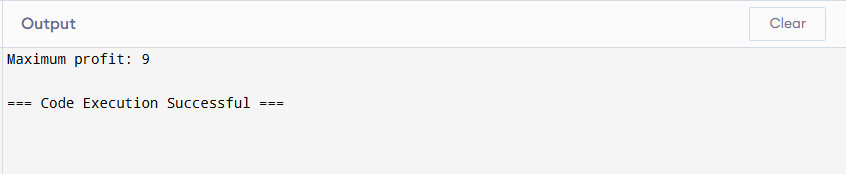 Output
Clear
Maximum profit: 9
=== Code Execution Successful ===